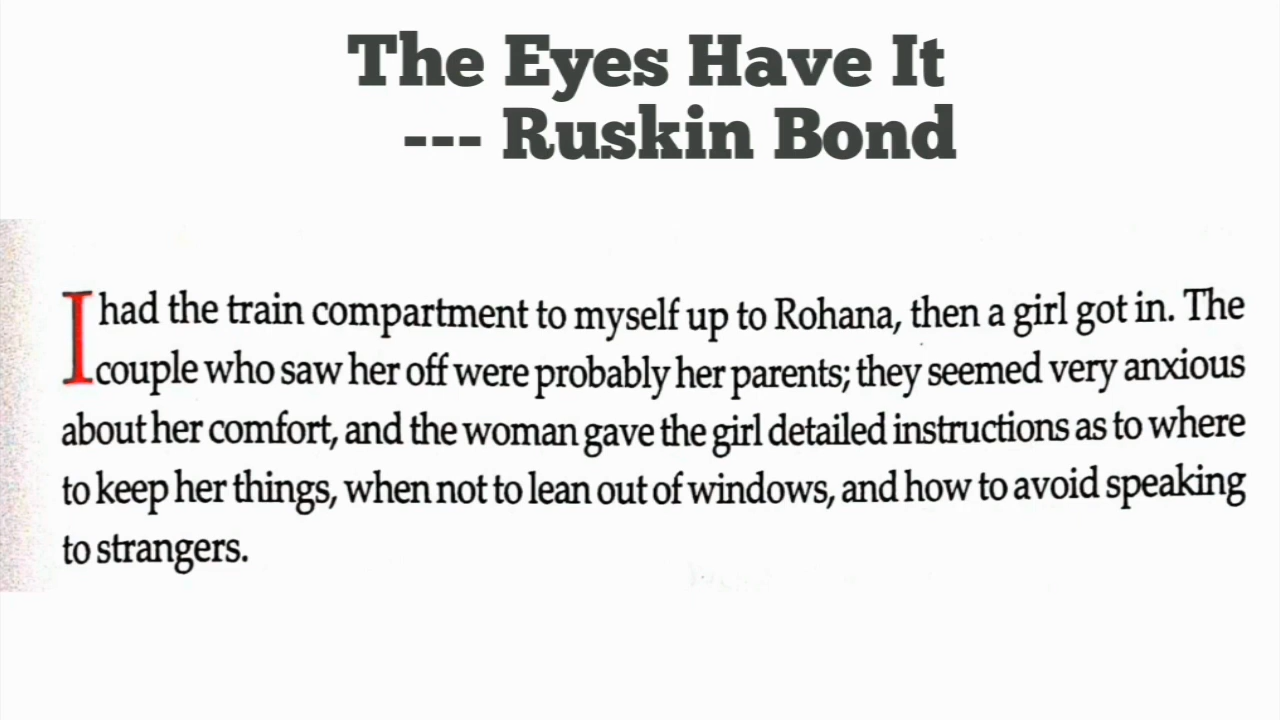 The Eyes Have It
--- Ruskin Bond
I had the train compartment to myself up to Rohana, then a girl got in. The
couple who saw her off were probably her parents; they seemed very anxious
about her comfort, and the woman gave the girl detailed instructions as to where
to keep her things, when not to lean out of windows, and how to avoid speaking
to strangers.